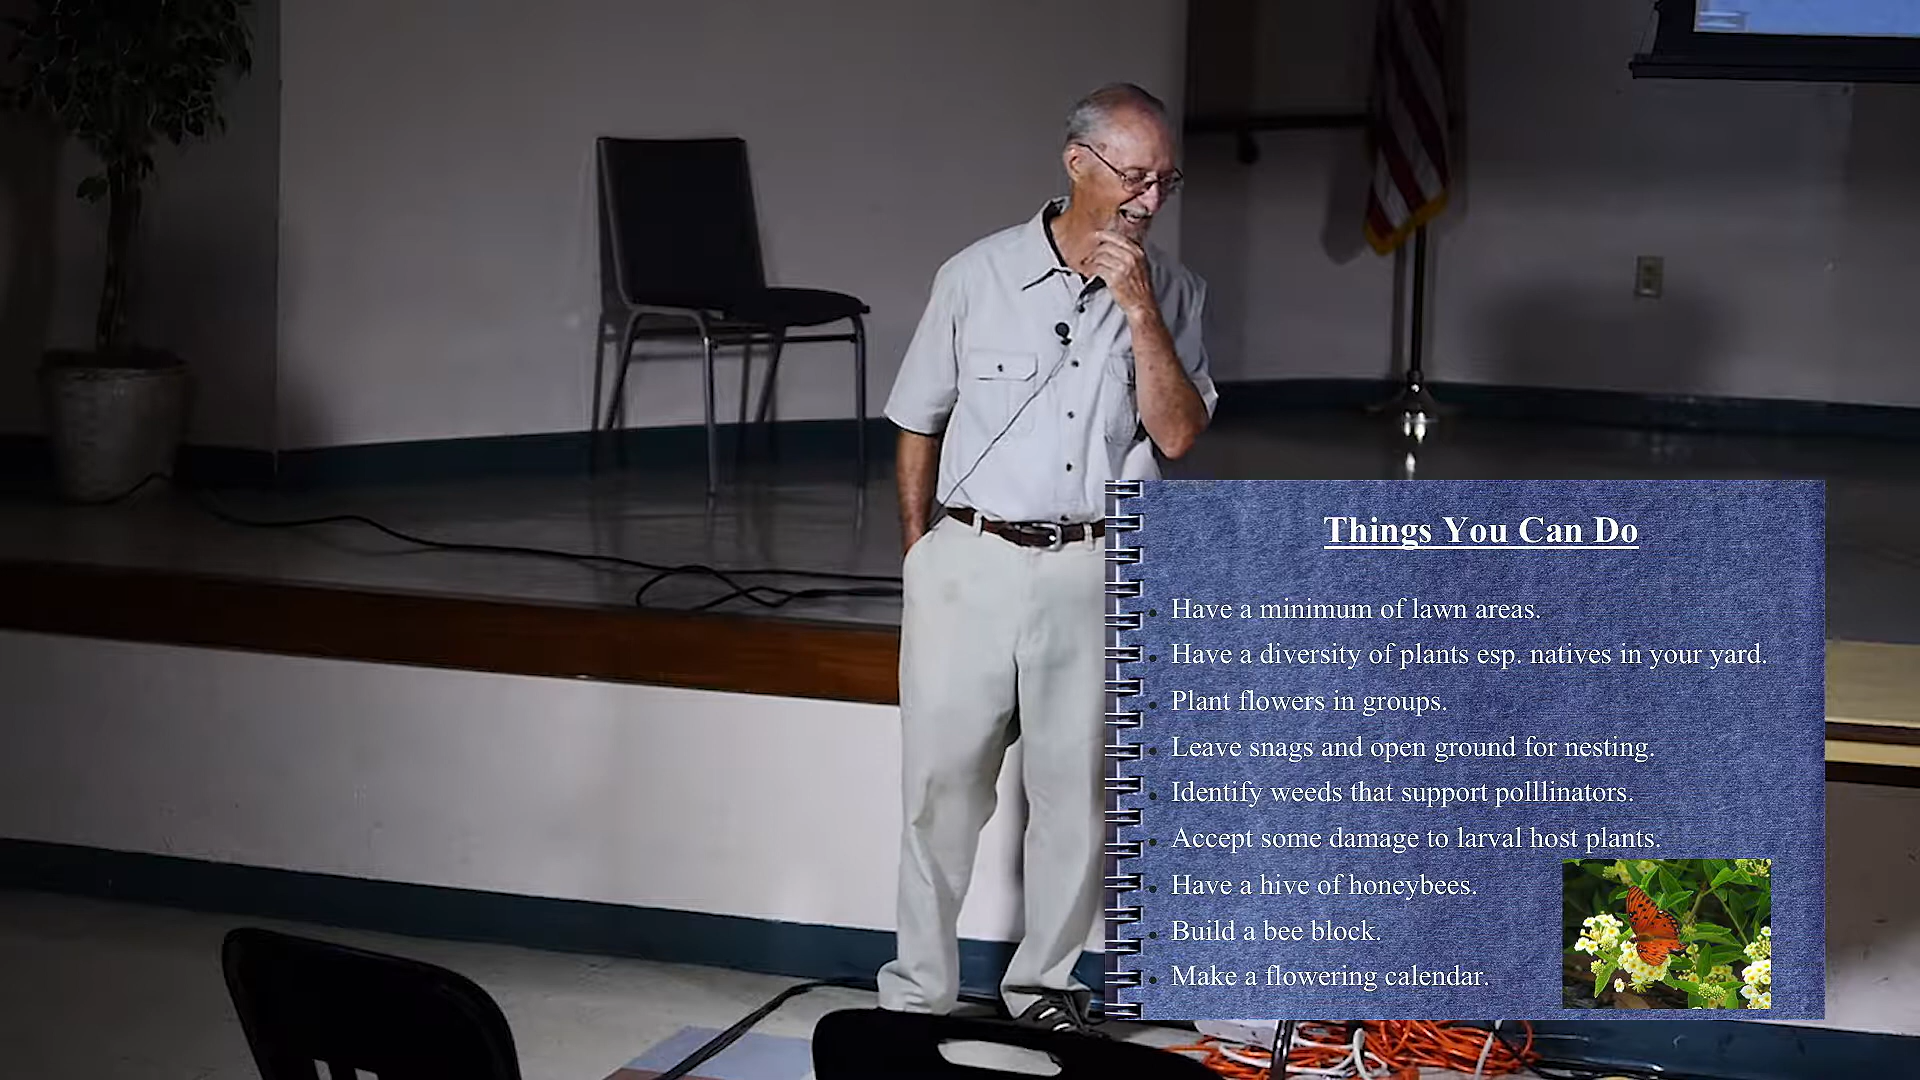 Things You Can Do
Have a minimum of lawn areas.
Have a diversity of plants esp. natives in your yard.
Plant flowers in groups.
Leave snags and open ground for nesting.
Identify weeds that support polllinators.
Accept some damage to larval host plants.
Have a hive of honeybees.
Build a bee block.
Make a flowering calendar.